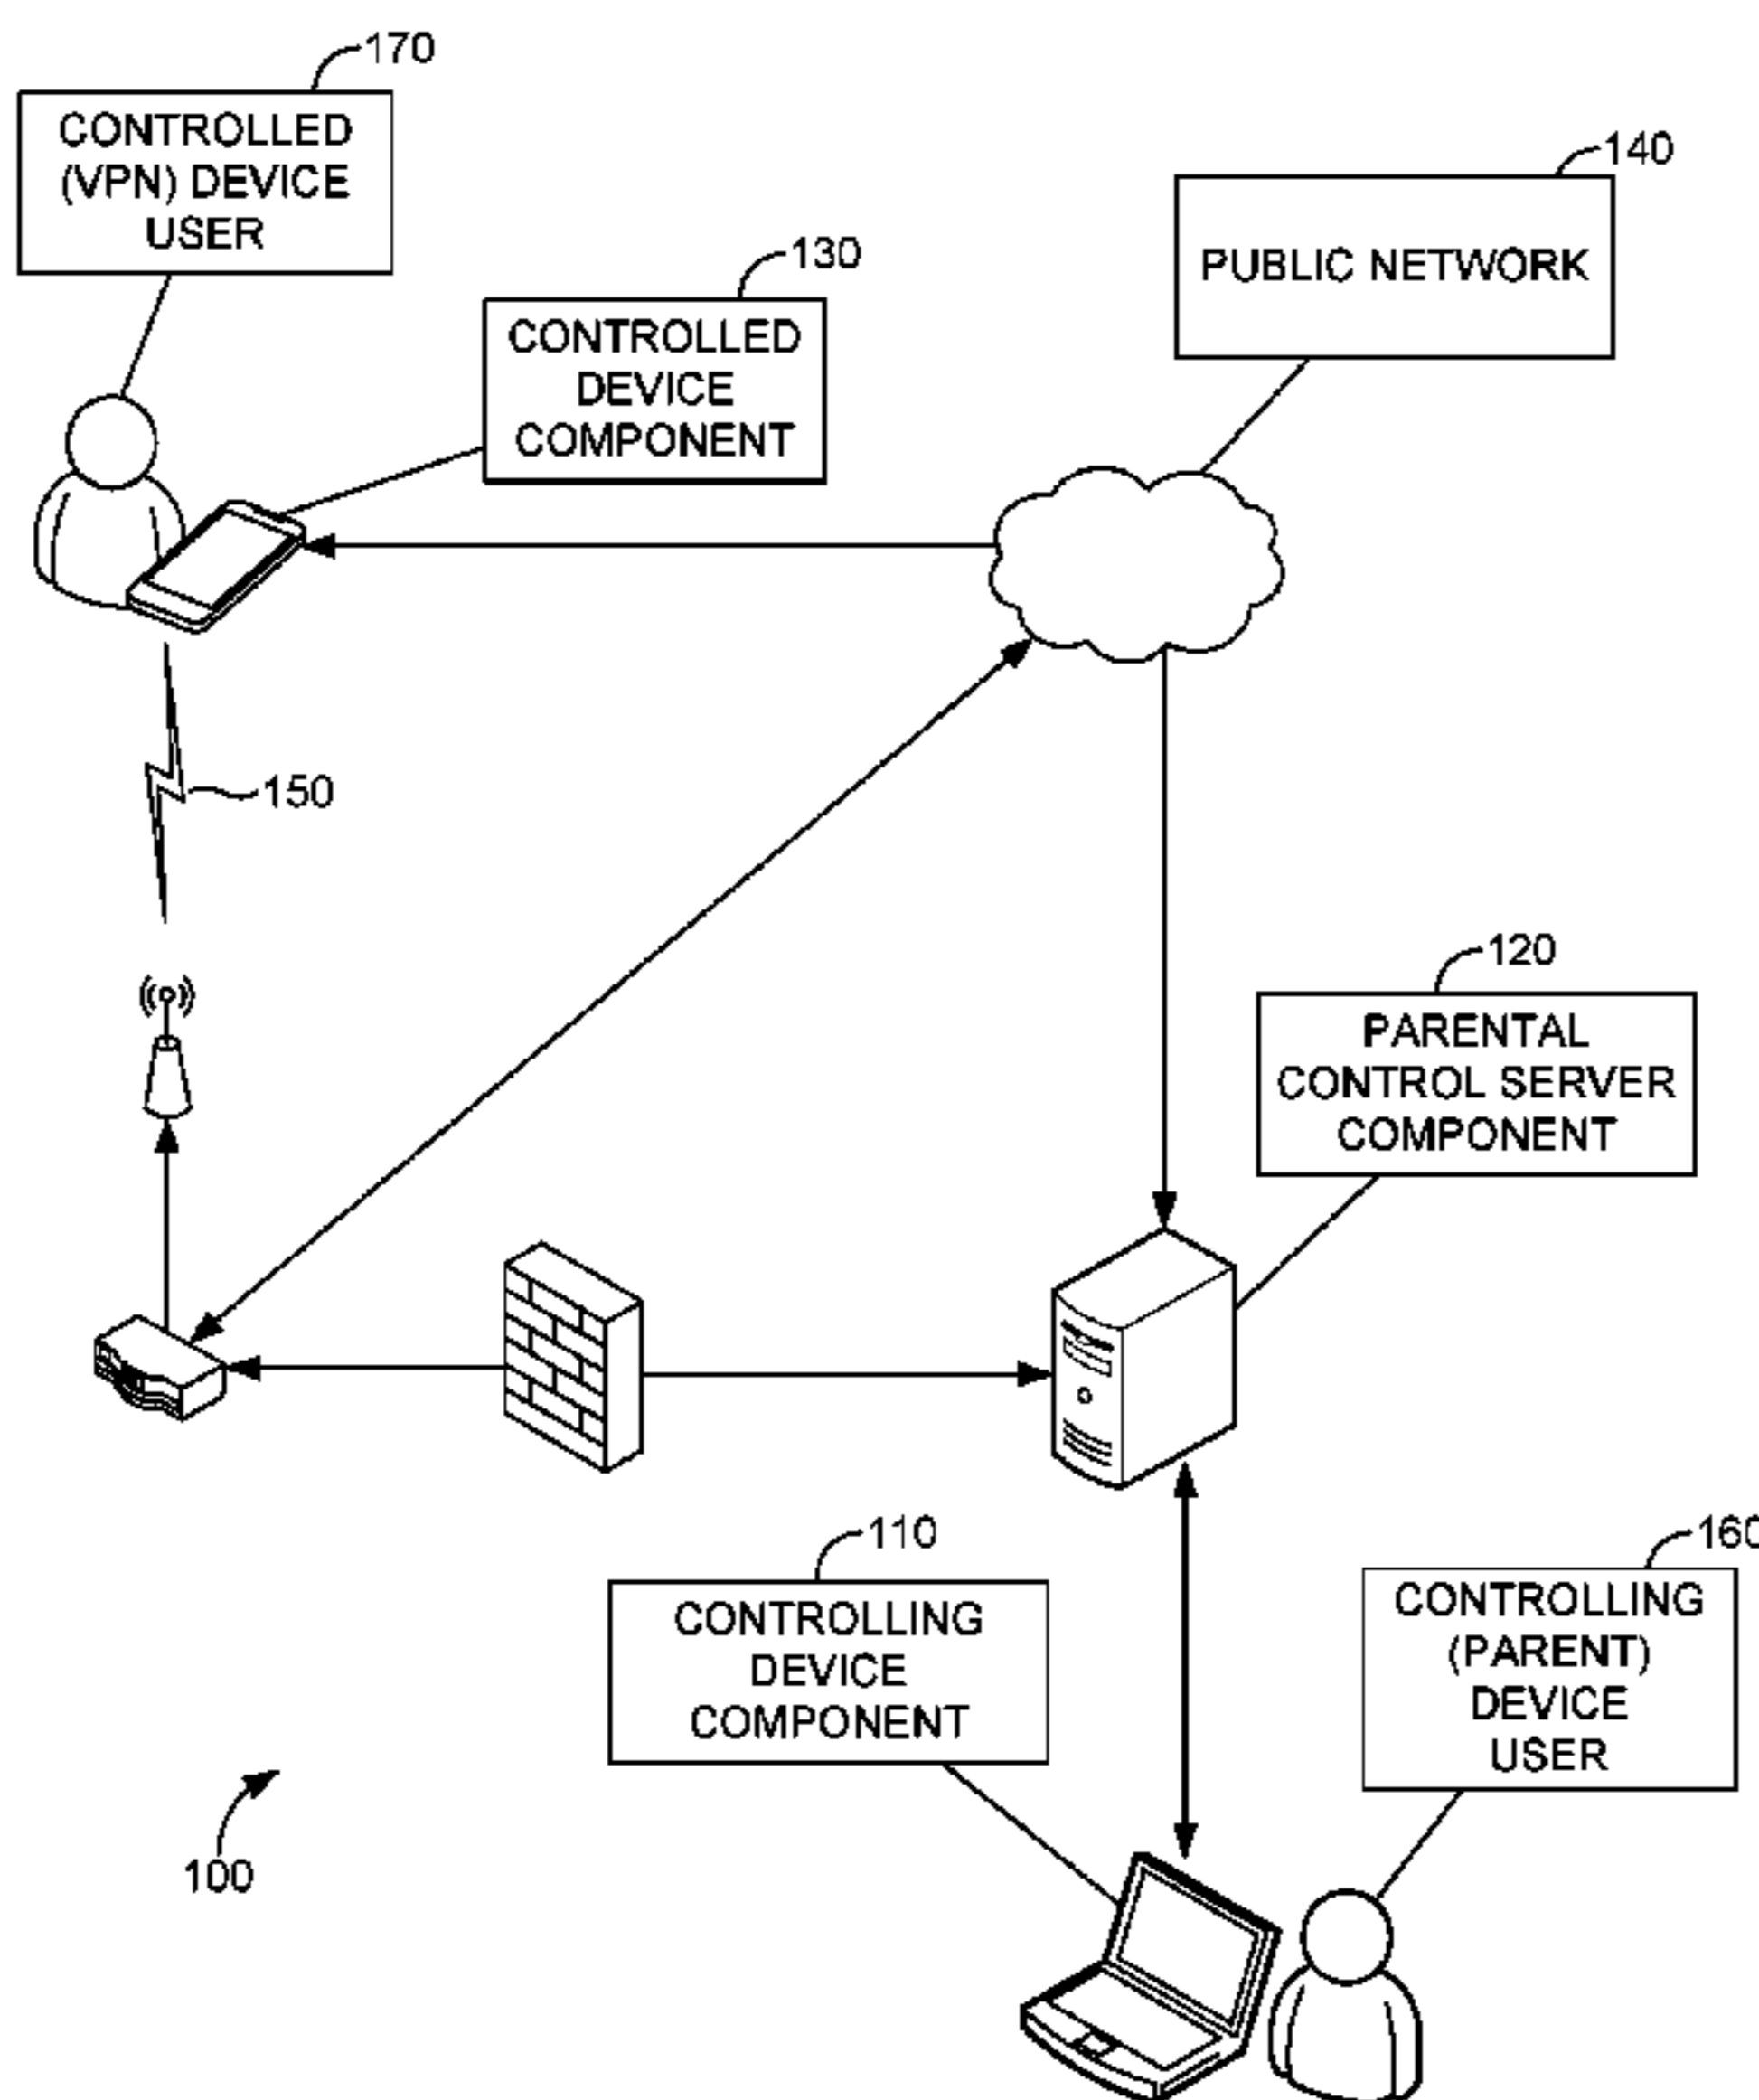 170
CONTROLLED
(VPN) DEVICE
USER
140
PUBLIC NETWORK
130
CONTROLLED
DEVICE
COMPONENT
150
120
PARENTAL
CONTROL SERVER
COMPONENT
110
CONTROLLING
DEVICE
COMPONENT
160
CONTROLLING
(PARENT)
DEVICE
USER
100